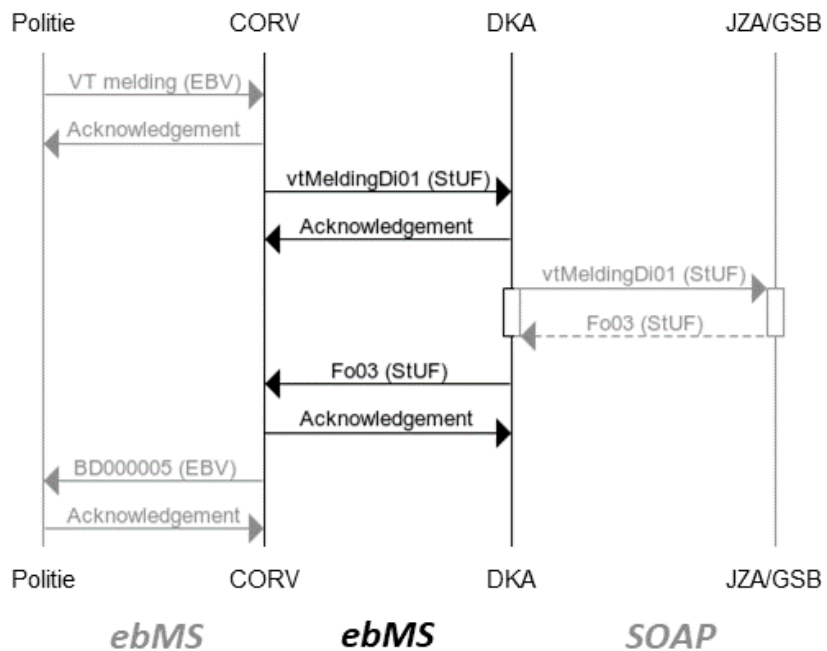 Politie CORV DKA JZA/GSB
VT melding (EBV)
Acknowledgement
vtMeldingDi01 (StUF)
Acknowledgement
vtMeldingDi01 (StUF)
Fo03 (StUF)
Fo03 (StUF)
Acknowledgement
BD000005 (EBV)
Acknowledgement
Politie CORV DKA JZA/GSB
ebMS ebMS SOAP